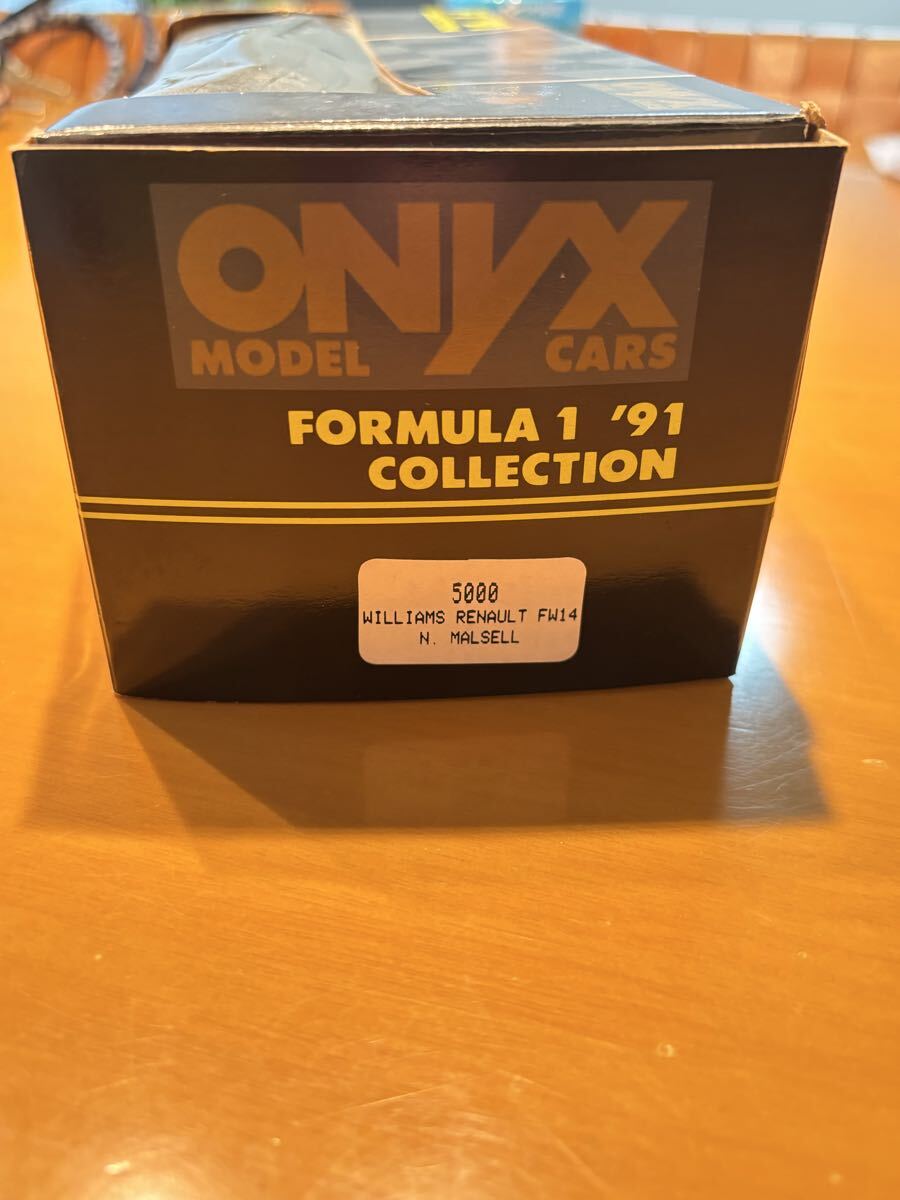 ONYX
MODEL CARS
FORMULA 1 '91
COLLECTION
5000
WILLIAMS RENAULT FW14
N. MALSELL